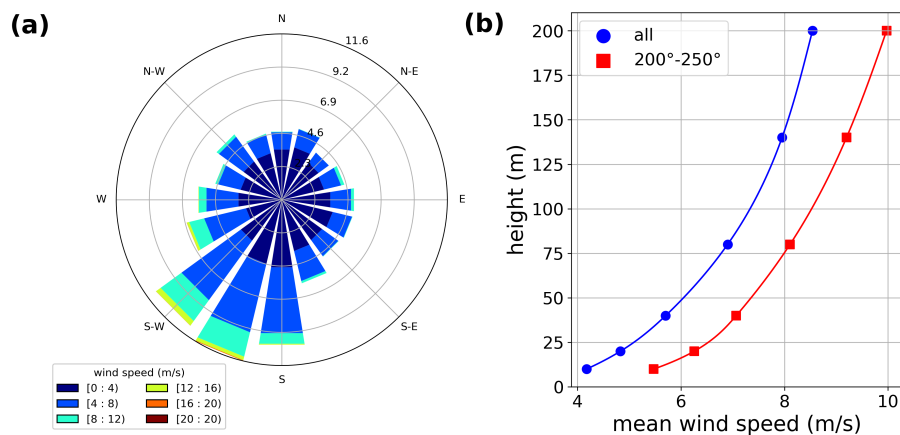 (a)
N
11.6
9.2
6.9
4.6
2.3
N-W
N-E
W
E
S-W
S-E
S
wind speed (m/s)
[0 : 4)
[4 : 8)
[8 : 12)
[12 : 16)
[16 : 20)
[20 : 20)
(b)
all
200°-250°
200
175
150
125
100
75
50
25
0
height (m)
4
6
8
10
mean wind speed (m/s)